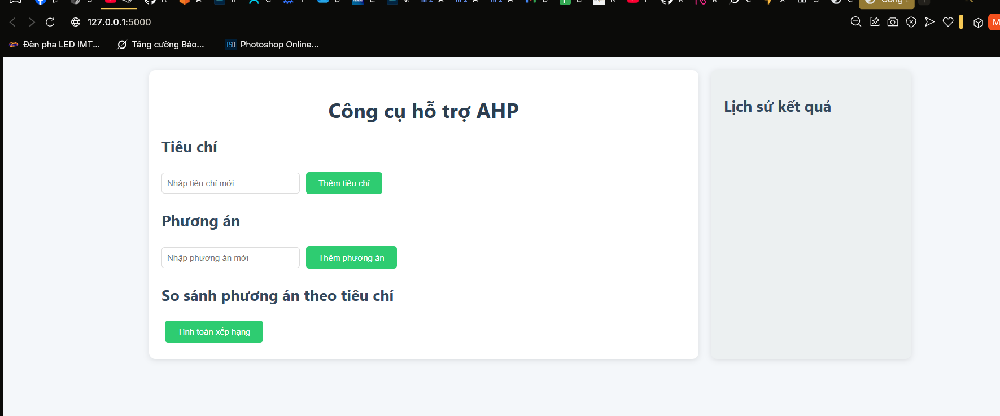 127.0.0.1:5000
Đèn pha LED IMT... Tăng cường Bảo... PSO Photoshop Online...
Công cụ hỗ trợ AHP
Lịch sử kết quả
Tiêu chí
Nhập tiêu chí mới Thêm tiêu chí
Phương án
Nhập phương án mới Thêm phương án
So sánh phương án theo tiêu chí
Tính toán xếp hạng